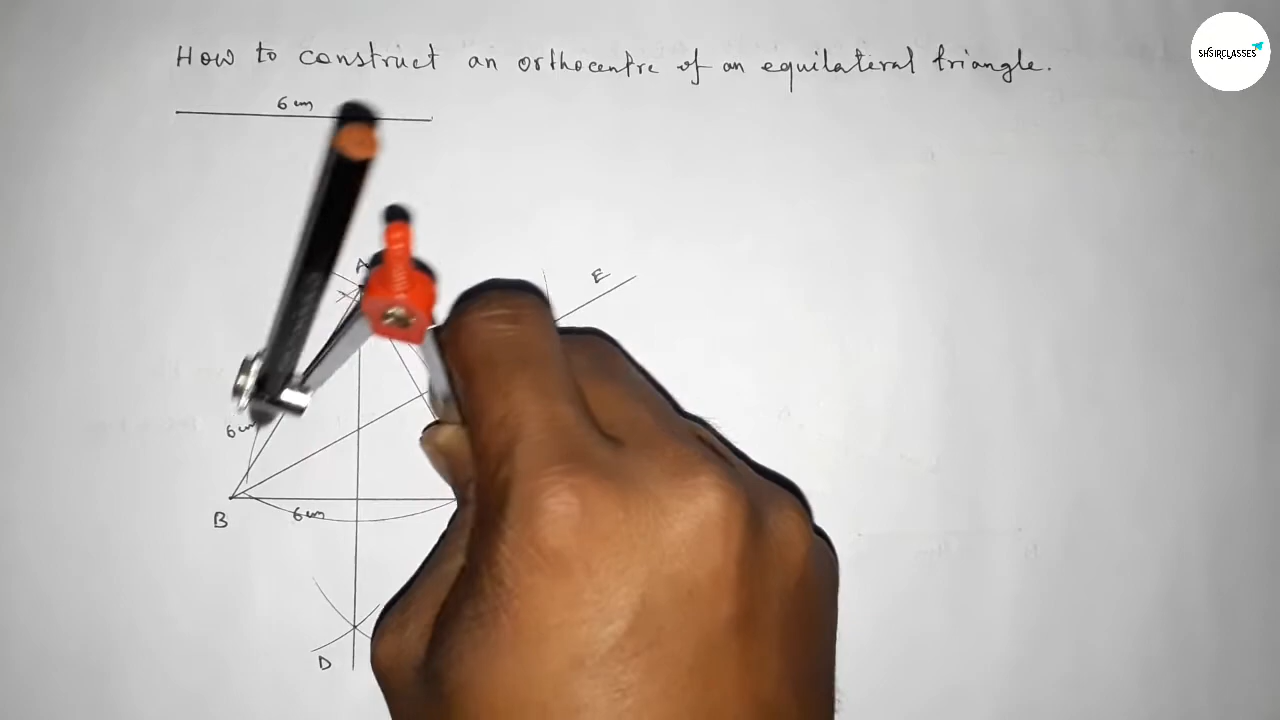 How to construct an orthocentre of an equilateral triangle.
SHSIRCLASSES
6 cm
A
E
6 cm
B
6 cm
D